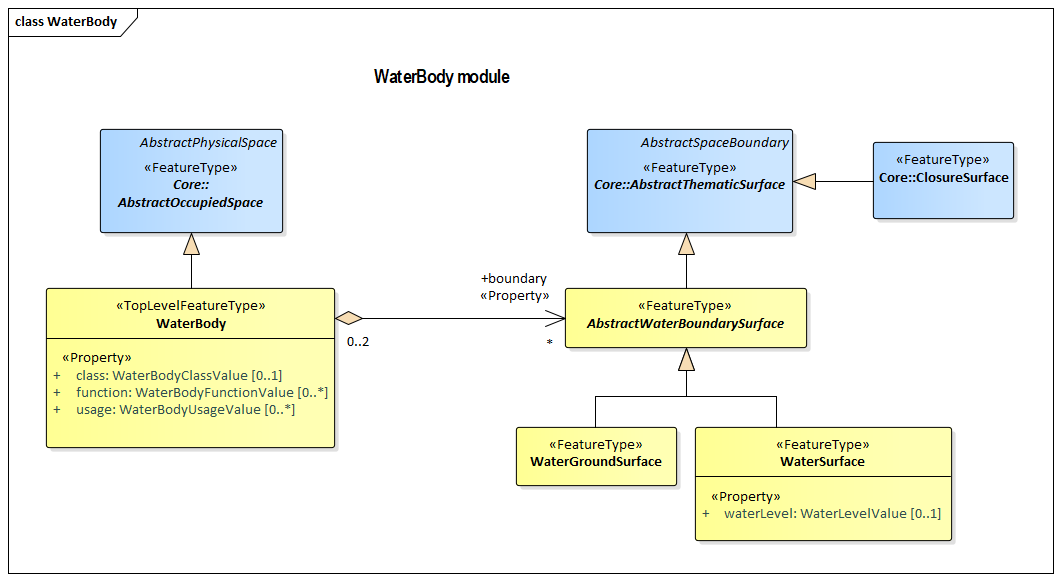 class WaterBody
WaterBody module
AbstractPhysicalSpace
«FeatureType»
Core::
AbstractOccupiedSpace
AbstractSpaceBoundary
«FeatureType»
Core::AbstractThematicSurface
«FeatureType»
Core::ClosureSurface
«TopLevelFeatureType»
WaterBody
«Property»
+ class: WaterBodyClassValue [0..1]
+ function: WaterBodyFunctionValue [0..*]
+ usage: WaterBodyUsageValue [0..*]
+boundary
«Property»
0..2
*
«FeatureType»
AbstractWaterBoundarySurface
«FeatureType»
WaterGroundSurface
«FeatureType»
WaterSurface
«Property»
+ waterLevel: WaterLevelValue [0..1]